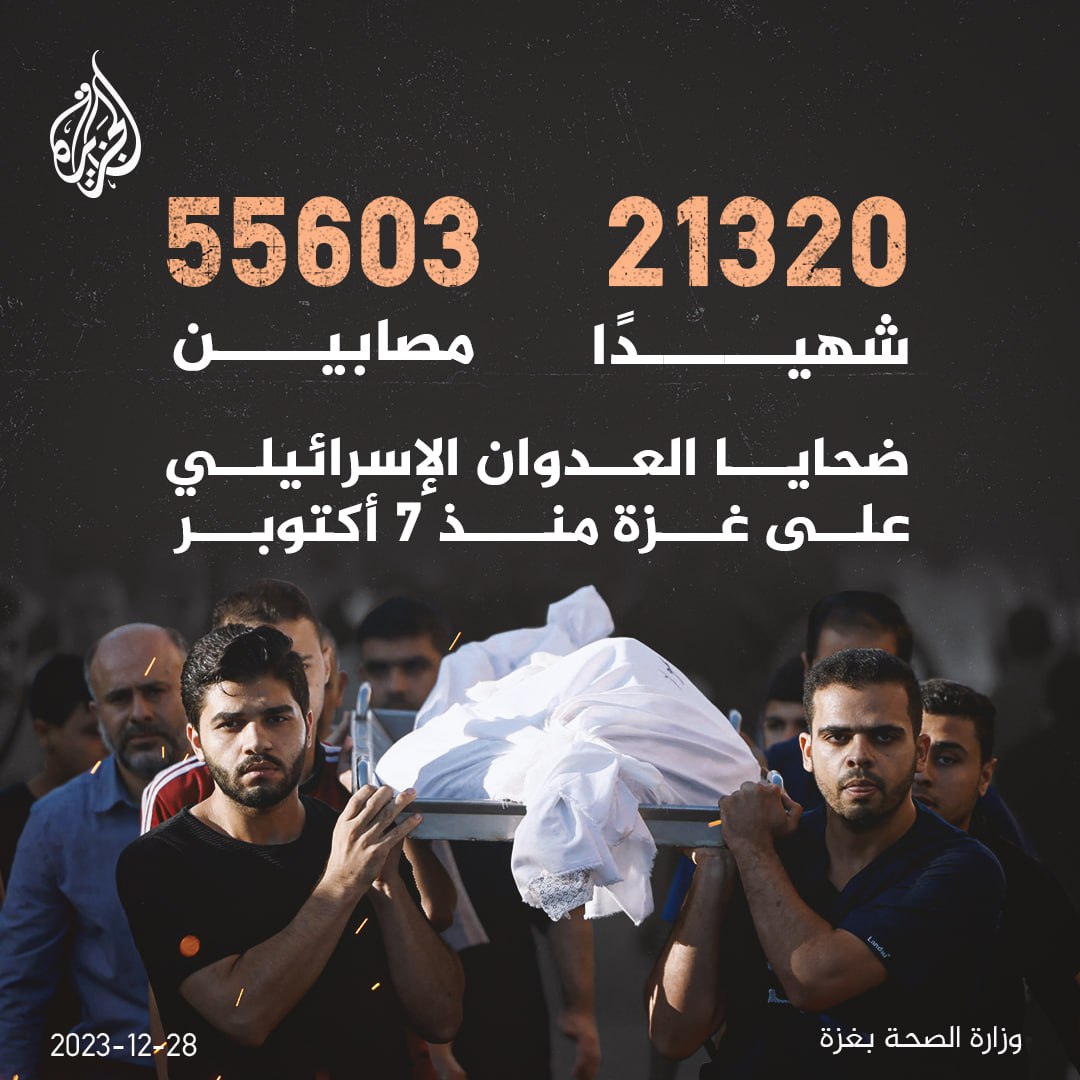 الجزيرة
21320 55603
شهيدًا مصابين
ضحايا العدوان الإسرائيلي
على غزة منذ 7 أكتوبر
Landau
وزارة الصحة بغزة
2023-12-28